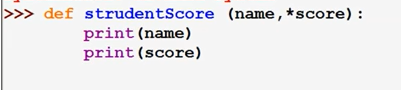 >>> def strudentScore (name,*score):
        print(name)
        print(score)